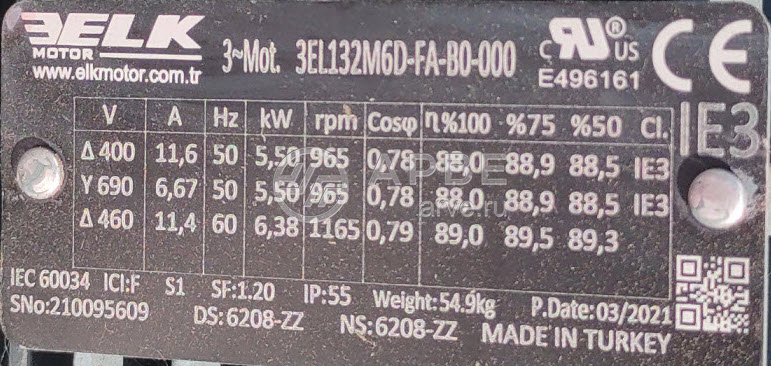 ELK
MOTOR
www.elkmotor.com.tr
3~Mot. 3EL132M6D-FA-B0-000
c RU US
E496161
CE
IE3
V A Hz kW rpm Cosφ η%100 %75 %50 Cl.
Δ 400 11,6 50 5,50 965 0,78 88,0 88,9 88,5 IE3
Y 690 6,67 50 5,50 965 0,78 88,0 88,9 88,5 IE3
Δ 460 11,4 60 6,38 1165 0,79 89,0 89,5 89,3
АРВЕ
arve.ru
IEC 60034 ICl:F S1 SF:1.20 IP:55 Weight:54.9kg P.Date:03/2021
SNo:210095609 DS:6208-ZZ NS:6208-ZZ MADE IN TURKEY